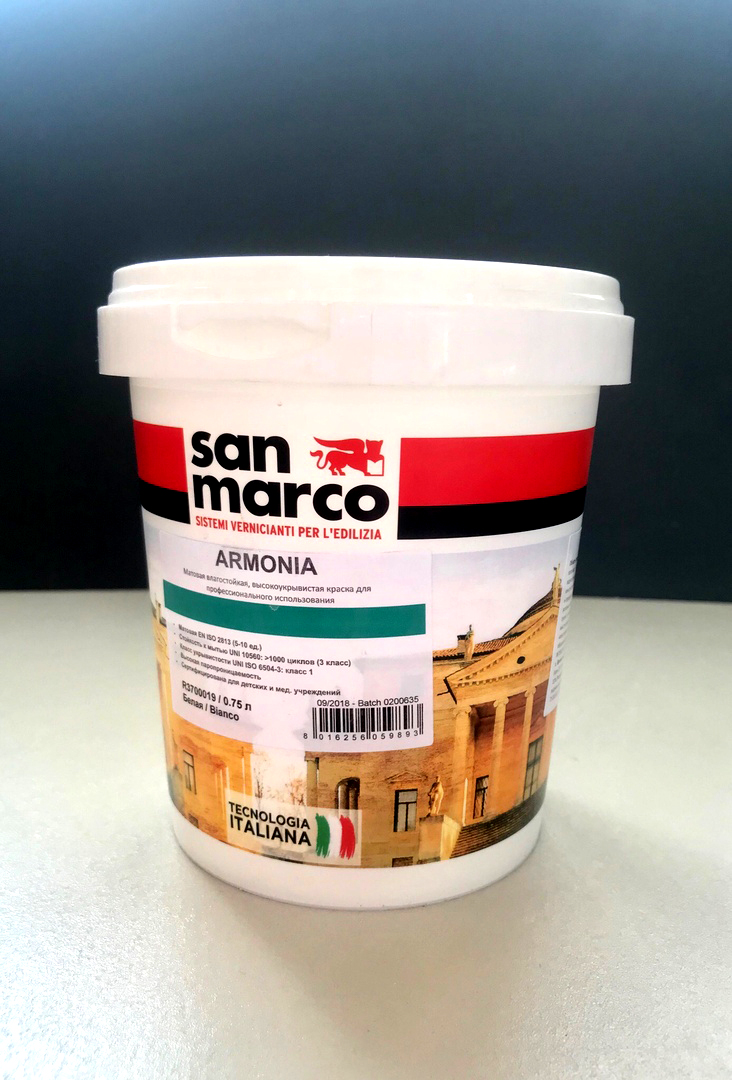 san
marco
SISTEMI VERNICIANTI PER L'EDILIZIA
ARMONIA
Матовая влагостойкая, высокоукрывистая краска для
профессионального использования
Матовая EN ISO 2813 (5-10 ед.)
Стойкость к мытью UNI 10560: >1000 циклов (3 класс)
Класс укрывистости UNI ISO 6504-3: класс 1
Высокая паропроницаемость
Сертифицирована для детских и мед. учреждений
R3700019 / 0.75 л
Белая / Bianco
09/2018 - Batch 0200635
8 016256 059893
TECNOLOGIA
ITALIANA